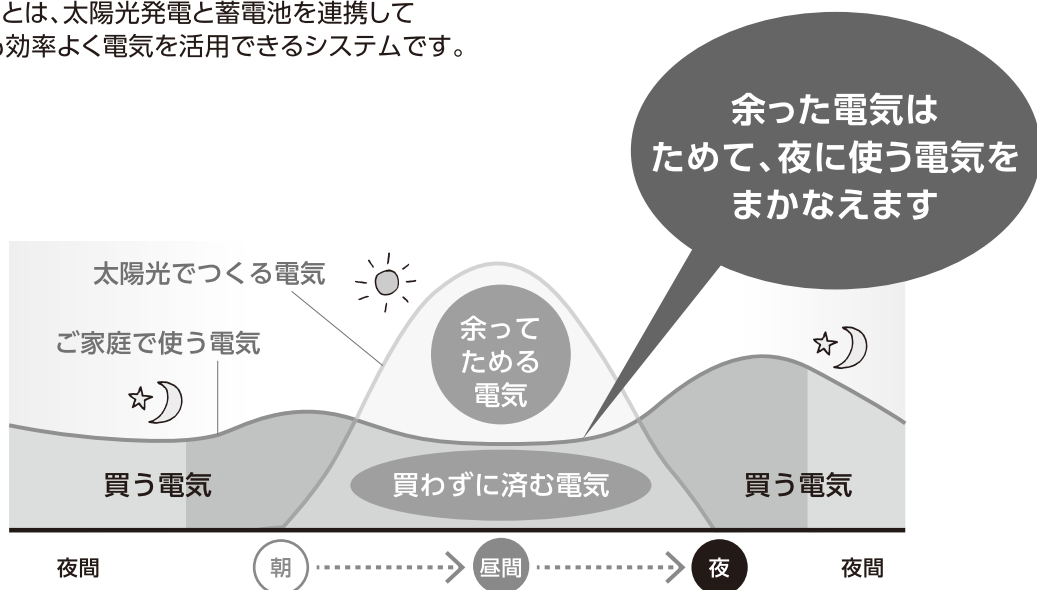 とは、太陽光発電と蓄電池を連携して
効率よく電気を活用できるシステムです。
余った電気は
ためて、夜に使う電気を
まかなえます
太陽光でつくる電気
ご家庭で使う電気
余って
ためる
電気
買う電気
買わずに済む電気
買う電気
夜間
朝
昼間
夜
夜間